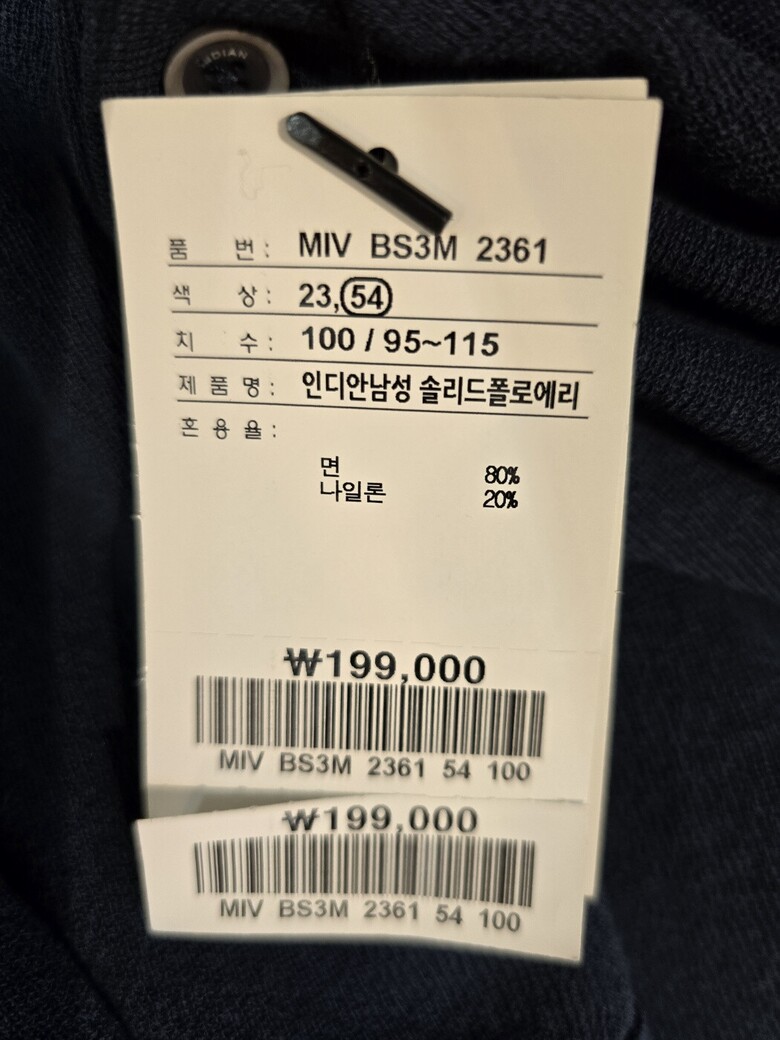 INDIAN
품 번 : MIV BS3M 2361
색 상 : 23,54
치 수 : 100 / 95~115
제 품 명 : 인디안남성 솔리드폴로에리
혼 용 율 :
면 80%
나일론 20%
₩199,000
MIV BS3M 2361 54 100
₩199,000
MIV BS3M 2361 54 100